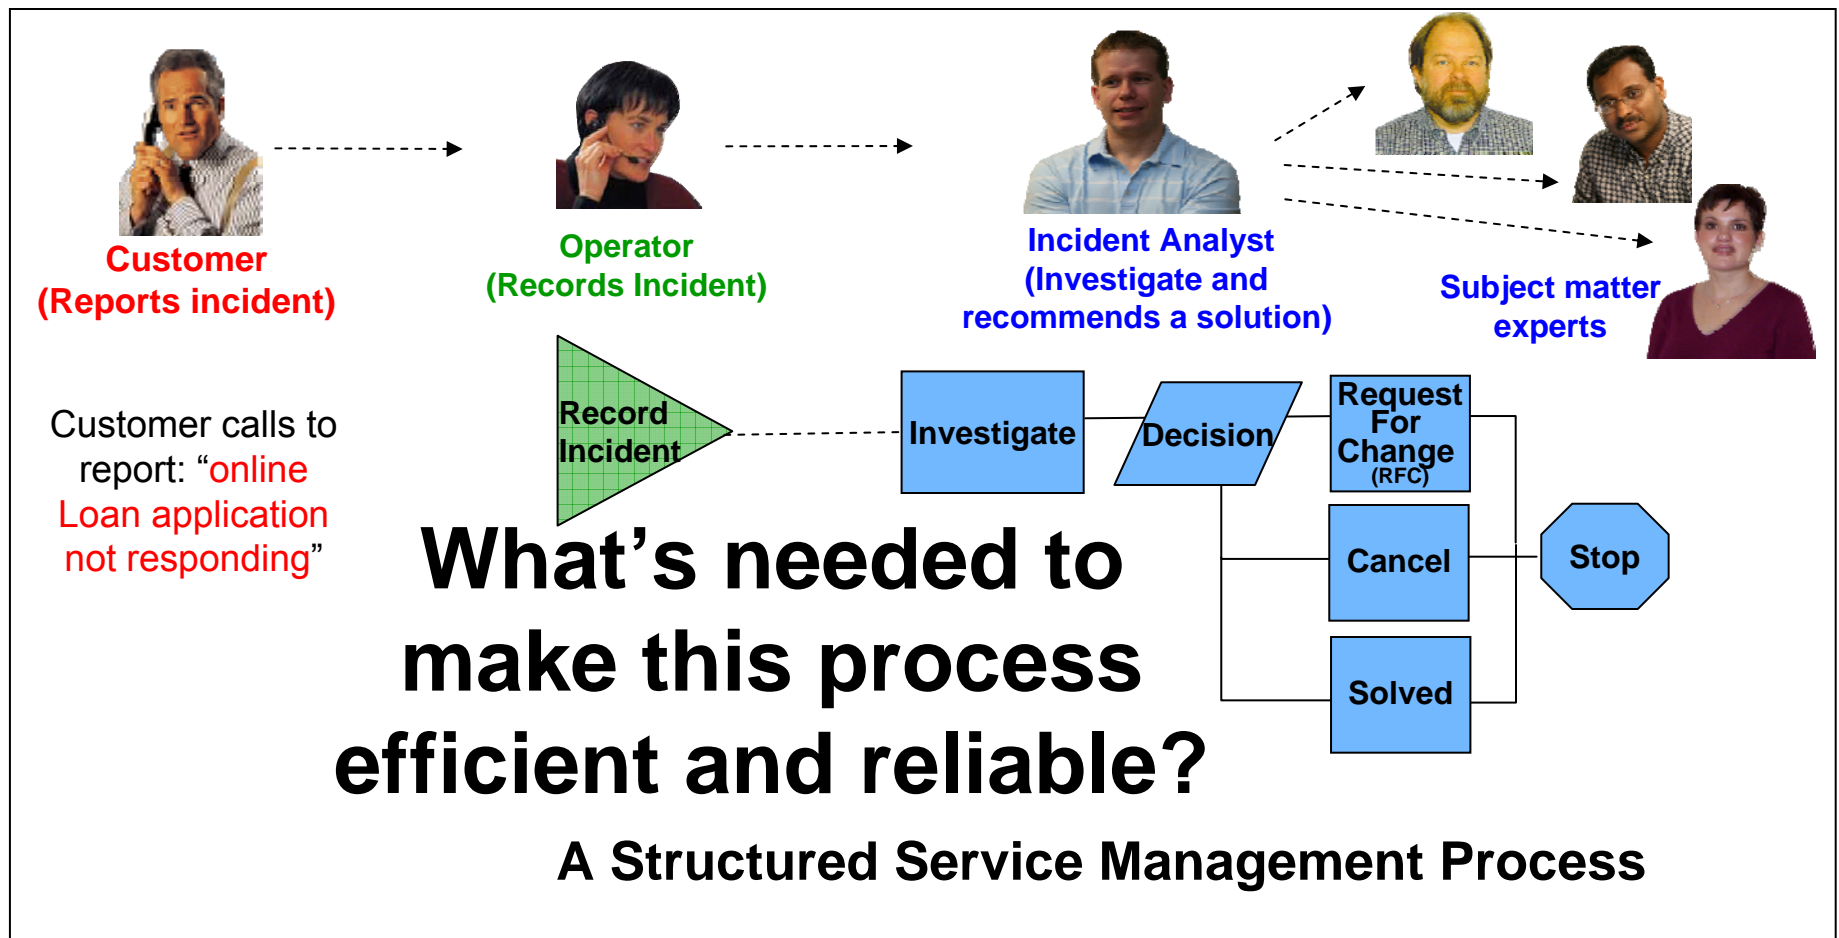 Customer
(Reports incident)
Operator
(Records Incident)
Incident Analyst
(Investigate and
recommends a solution)
Subject matter
experts
Customer calls to
report: “online
Loan application
not responding”
Record
Incident
Investigate
Decision
Request
For
Change
(RFC)
Cancel
Solved
Stop
What’s needed to
make this process
efficient and reliable?
A Structured Service Management Process